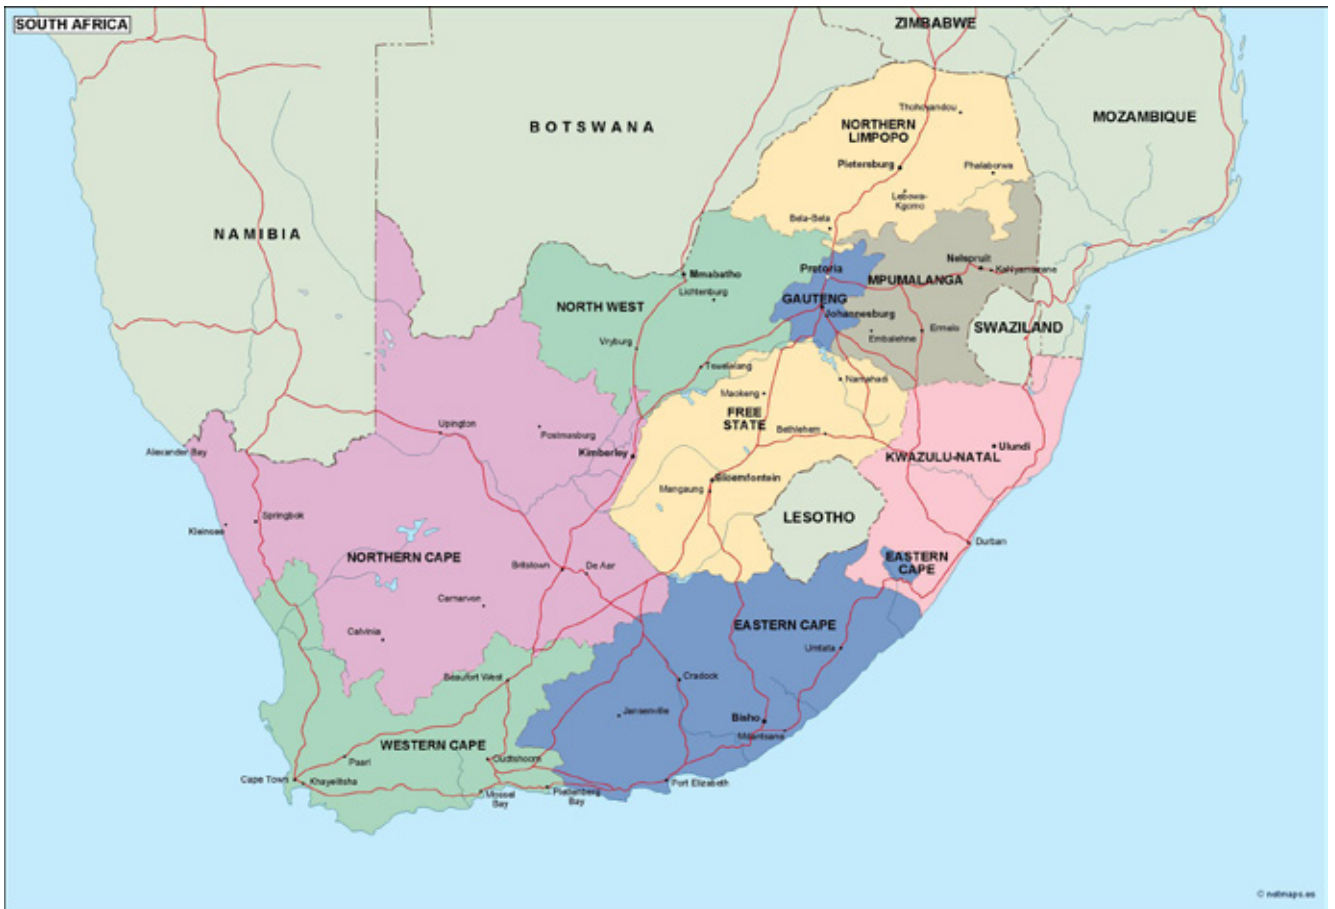 SOUTH AFRICA
ZIMBABWE
MOZAMBIQUE
BOTSWANA
NAMIBIA
Thohoyandou
NORTHERN
LIMPOPO
Pietersburg
Phalaborwa
Lebowa-
Kgomo
Bela-Bela
Nelspruit
Pretoria
MPUMALANGA
Mmabatho
Lichtenburg
NORTH WEST
GAUTENG
Johannesburg
SWAZILAND
Embalehne
Ermelo
Vryburg
Namahadi
Maokeng
FREE
STATE
Bethlehem
Upington
Postmasburg
Kimberley
Alexander Bay
Ulundi
KWAZULU-NATAL
Bloemfontein
Mangaung
LESOTHO
Springbok
Kleinsee
Durban
NORTHERN CAPE
EASTERN
CAPE
Britstown
De Aar
Carnarvon
Calvinia
EASTERN CAPE
Umtata
Beaufort West
Cradock
Jansenville
Bisho
Mdantsane
WESTERN CAPE
Oudtshoorn
Paarl
Cape Town
Khayelitsha
Port Elizabeth
Mossel
Bay
Plettenberg
Bay
© netmaps.es